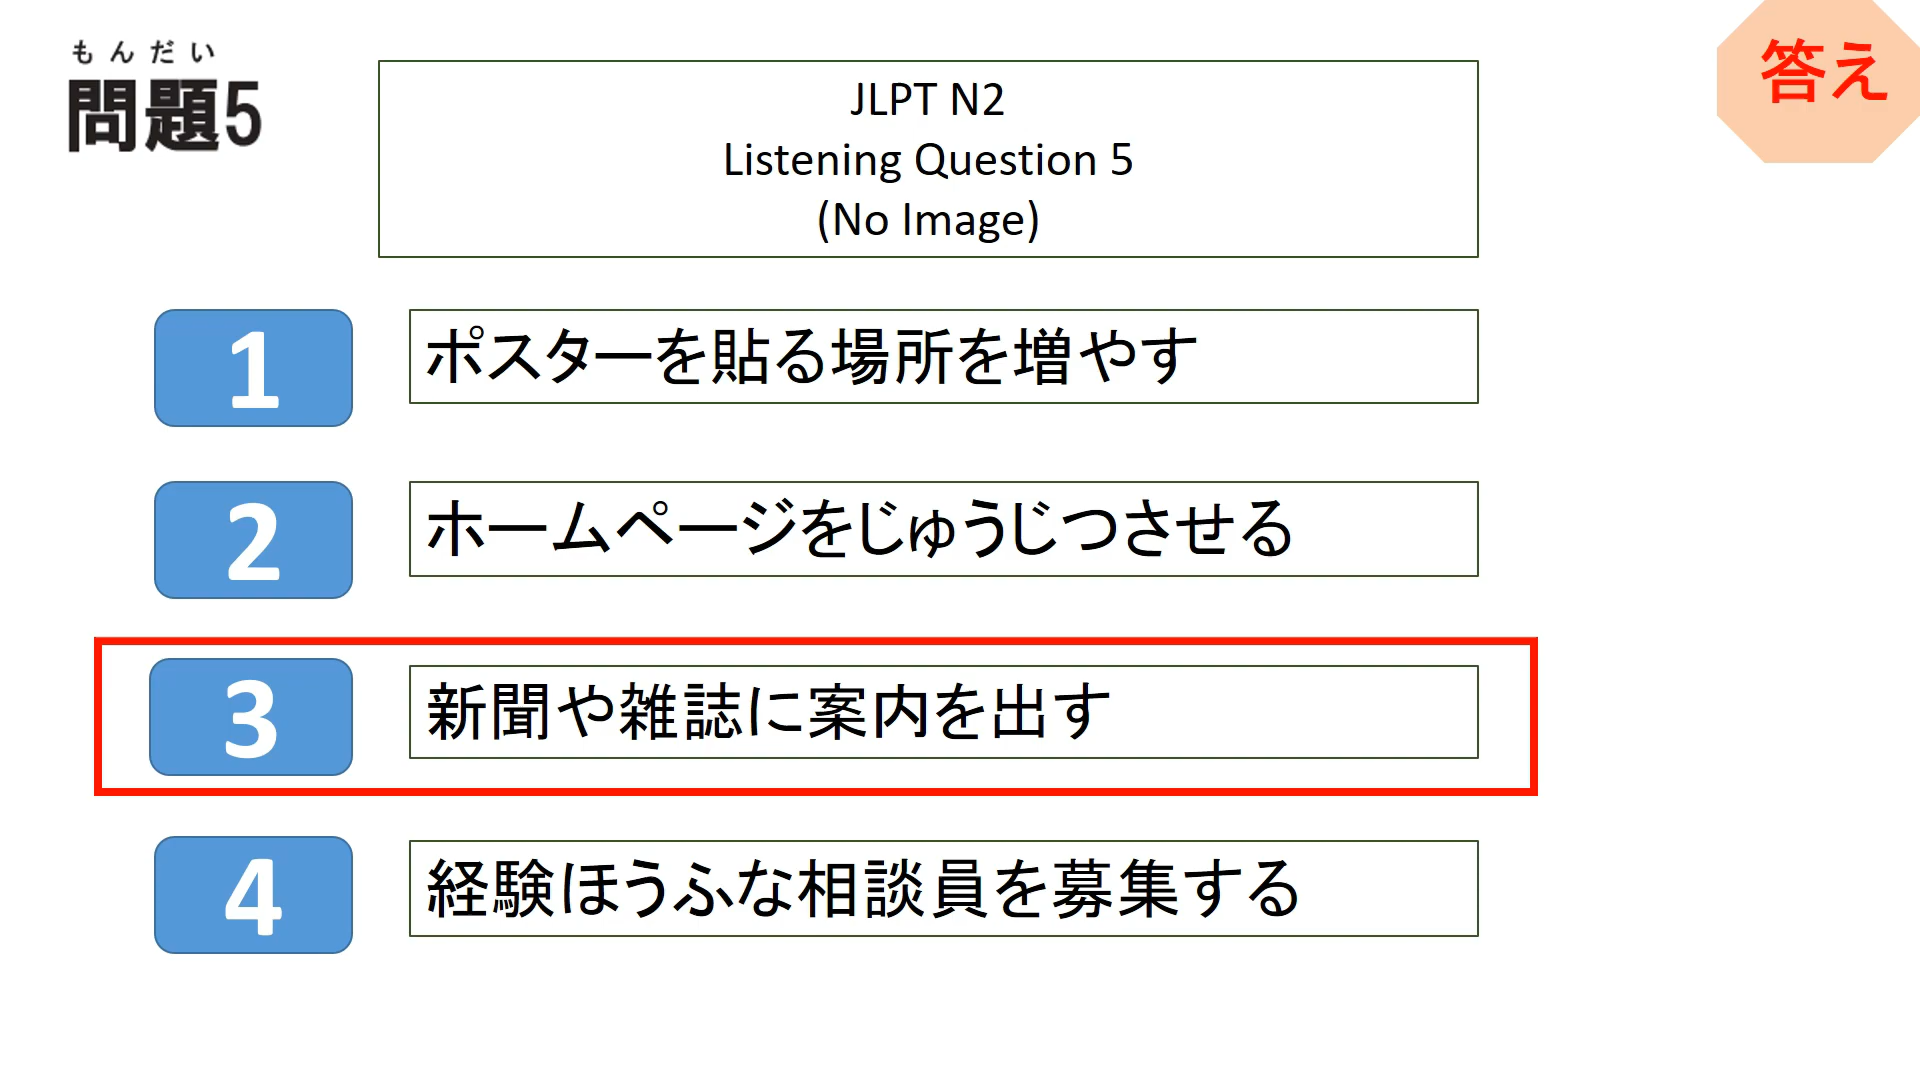 もんだい
問題5
JLPT N2
Listening Question 5
(No Image)
答え
1
ポスターを貼る場所を増やす
2
ホームページをじゅうじつさせる
3
新聞や雑誌に案内を出す
4
経験ほうふな相談員を募集する